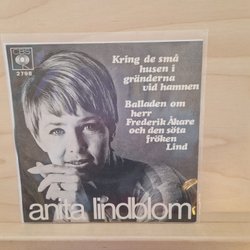 CBS
2798
Kring de små
husen i
gränderna
vid hamnen
Balladen om
herr
Frederik Åkare
och den söta
fröken
Lind
anita lindblom